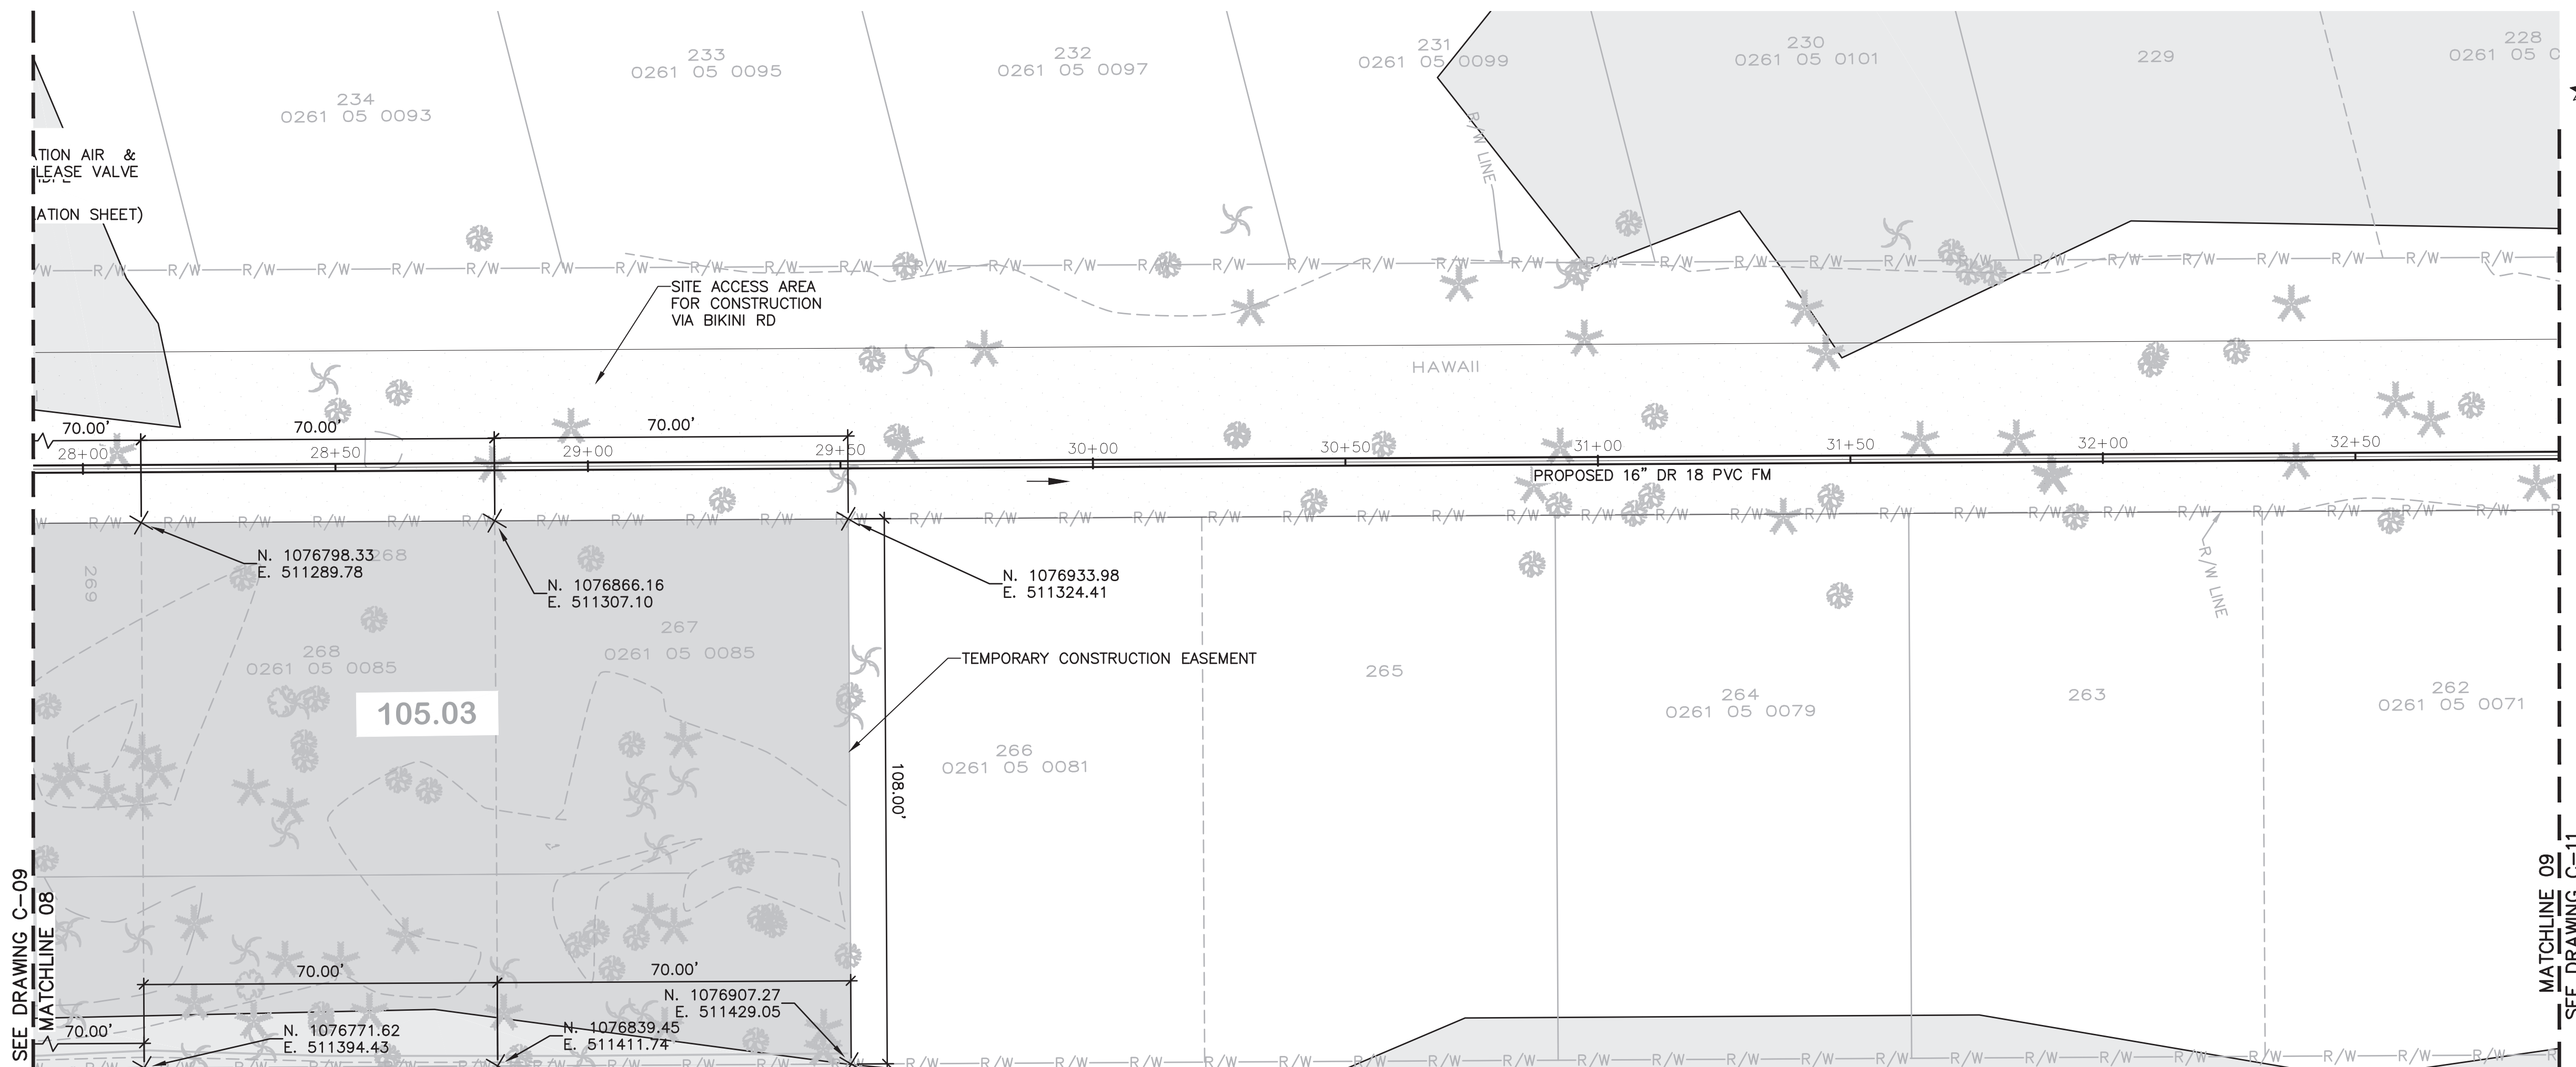 234
0261 05 0093
233
0261 05 0095
232
0261 05 0097
231
0261 05 0099
230
0261 05 0101
229
228
0261 05
TION AIR &
LEASE VALVE
ATION SHEET)
R/W LINE
R/W R/W R/W R/W R/W R/W R/W R/W R/W R/W R/W R/W R/W R/W R/W R/W R/W R/W R/W R/W R/W R/W R/W R/W R/W R/W R/W R/W R/W R/W R/W R/W R/W
SITE ACCESS AREA
FOR CONSTRUCTION
VIA BIKINI RD
HAWAII
70.00' 70.00' 70.00'
28+00 28+50 29+00 29+50 30+00 30+50 31+00 31+50 32+00 32+50
PROPOSED 16" DR 18 PVC FM
R/W R/W R/W R/W R/W R/W R/W R/W R/W R/W R/W R/W R/W R/W R/W R/W R/W R/W R/W R/W R/W R/W R/W R/W R/W R/W R/W R/W R/W R/W R/W R/W R/W
N. 1076798.33
E. 511289.78
268
N. 1076866.16
E. 511307.10
N. 1076933.98
E. 511324.41
269
R/W LINE
268
0261 05 0085
267
0261 05 0085
TEMPORARY CONSTRUCTION EASEMENT
105.03
108.00'
266
0261 05 0081
265
264
0261 05 0079
263
262
0261 05 0071
70.00' 70.00'
N. 1076907.27
E. 511429.05
70.00'
N. 1076771.62
E. 511394.43
N. 1076839.45
E. 511411.74
R/W R/W R/W R/W R/W R/W R/W R/W R/W R/W R/W R/W R/W R/W R/W R/W R/W R/W R/W R/W R/W R/W
SEE DRAWING C-09
MATCHLINE 08
MATCHLINE 09
SEE DRAWING C-11